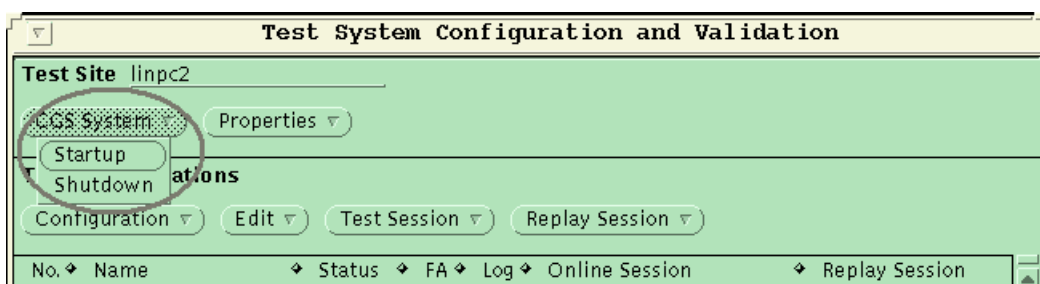 Test System Configuration and Validation
Test Site linpc2
CGS System Properties
Startup
Shutdown
ations
Configuration Edit Test Session Replay Session
No. Name Status FA Log Online Session Replay Session